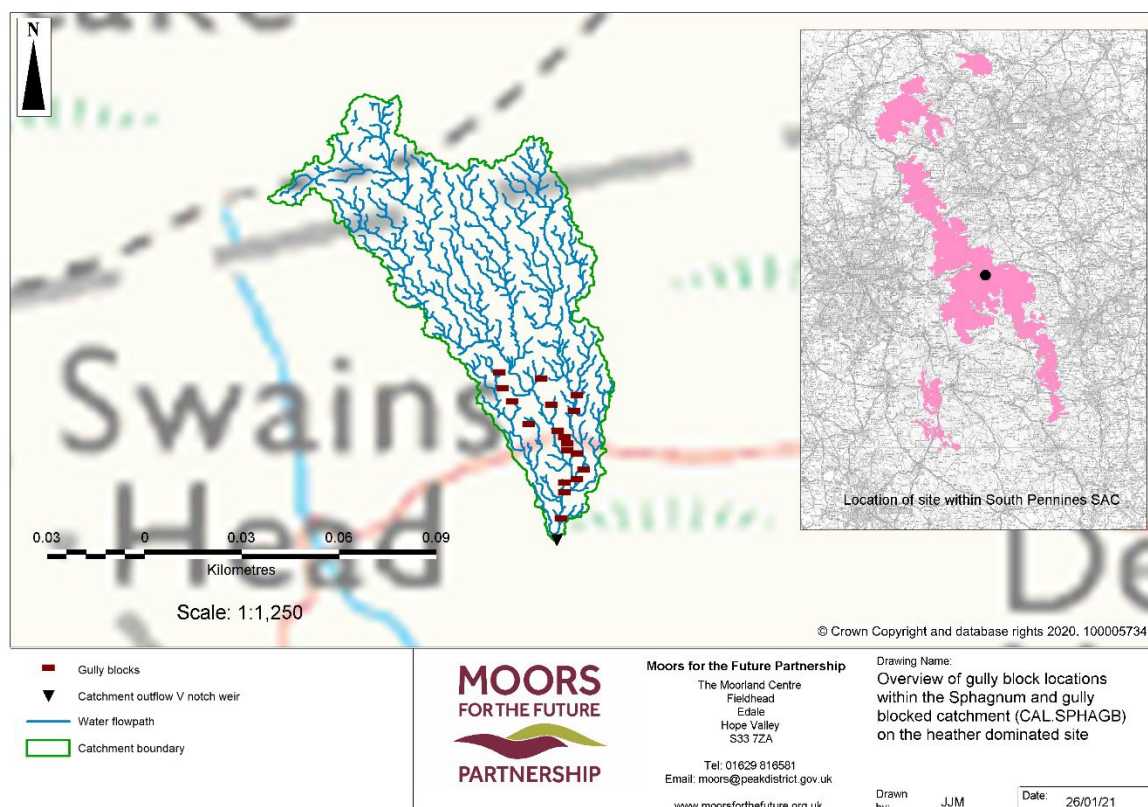 N
Swains
Head
De
0.03 0 0.03 0.06 0.09
Kilometres
Scale: 1:1,250
Location of site within South Pennines SAC
© Crown Copyright and database rights 2020. 100005734
Gully blocks
Catchment outflow V notch weir
Water flowpath
Catchment boundary
MOORS
FOR THE FUTURE
PARTNERSHIP
Moors for the Future Partnership
The Moorland Centre
Fieldhead
Edale
Hope Valley
S33 7ZA
Tel: 01629 816581
Email: moors@peakdistrict.gov.uk
www.moorsforthefuture.org.uk
Drawing Name:
Overview of gully block locations
within the Sphagnum and gully
blocked catchment (CAL.SPHAGB)
on the heather dominated site
Drawn
by: JJM
Date: 26/01/21